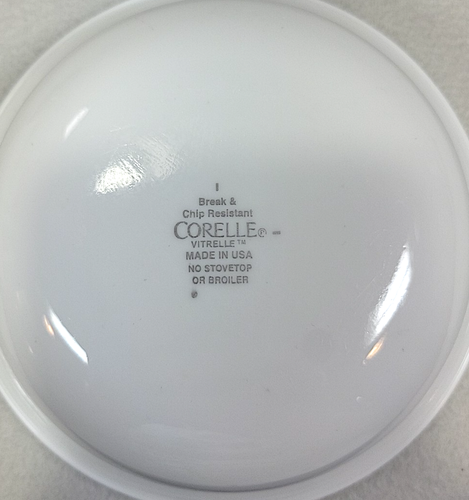 Break &
Chip Resistant
CORELLE®
VITRELLE™
MADE IN USA
NO STOVETOP
OR BROILER